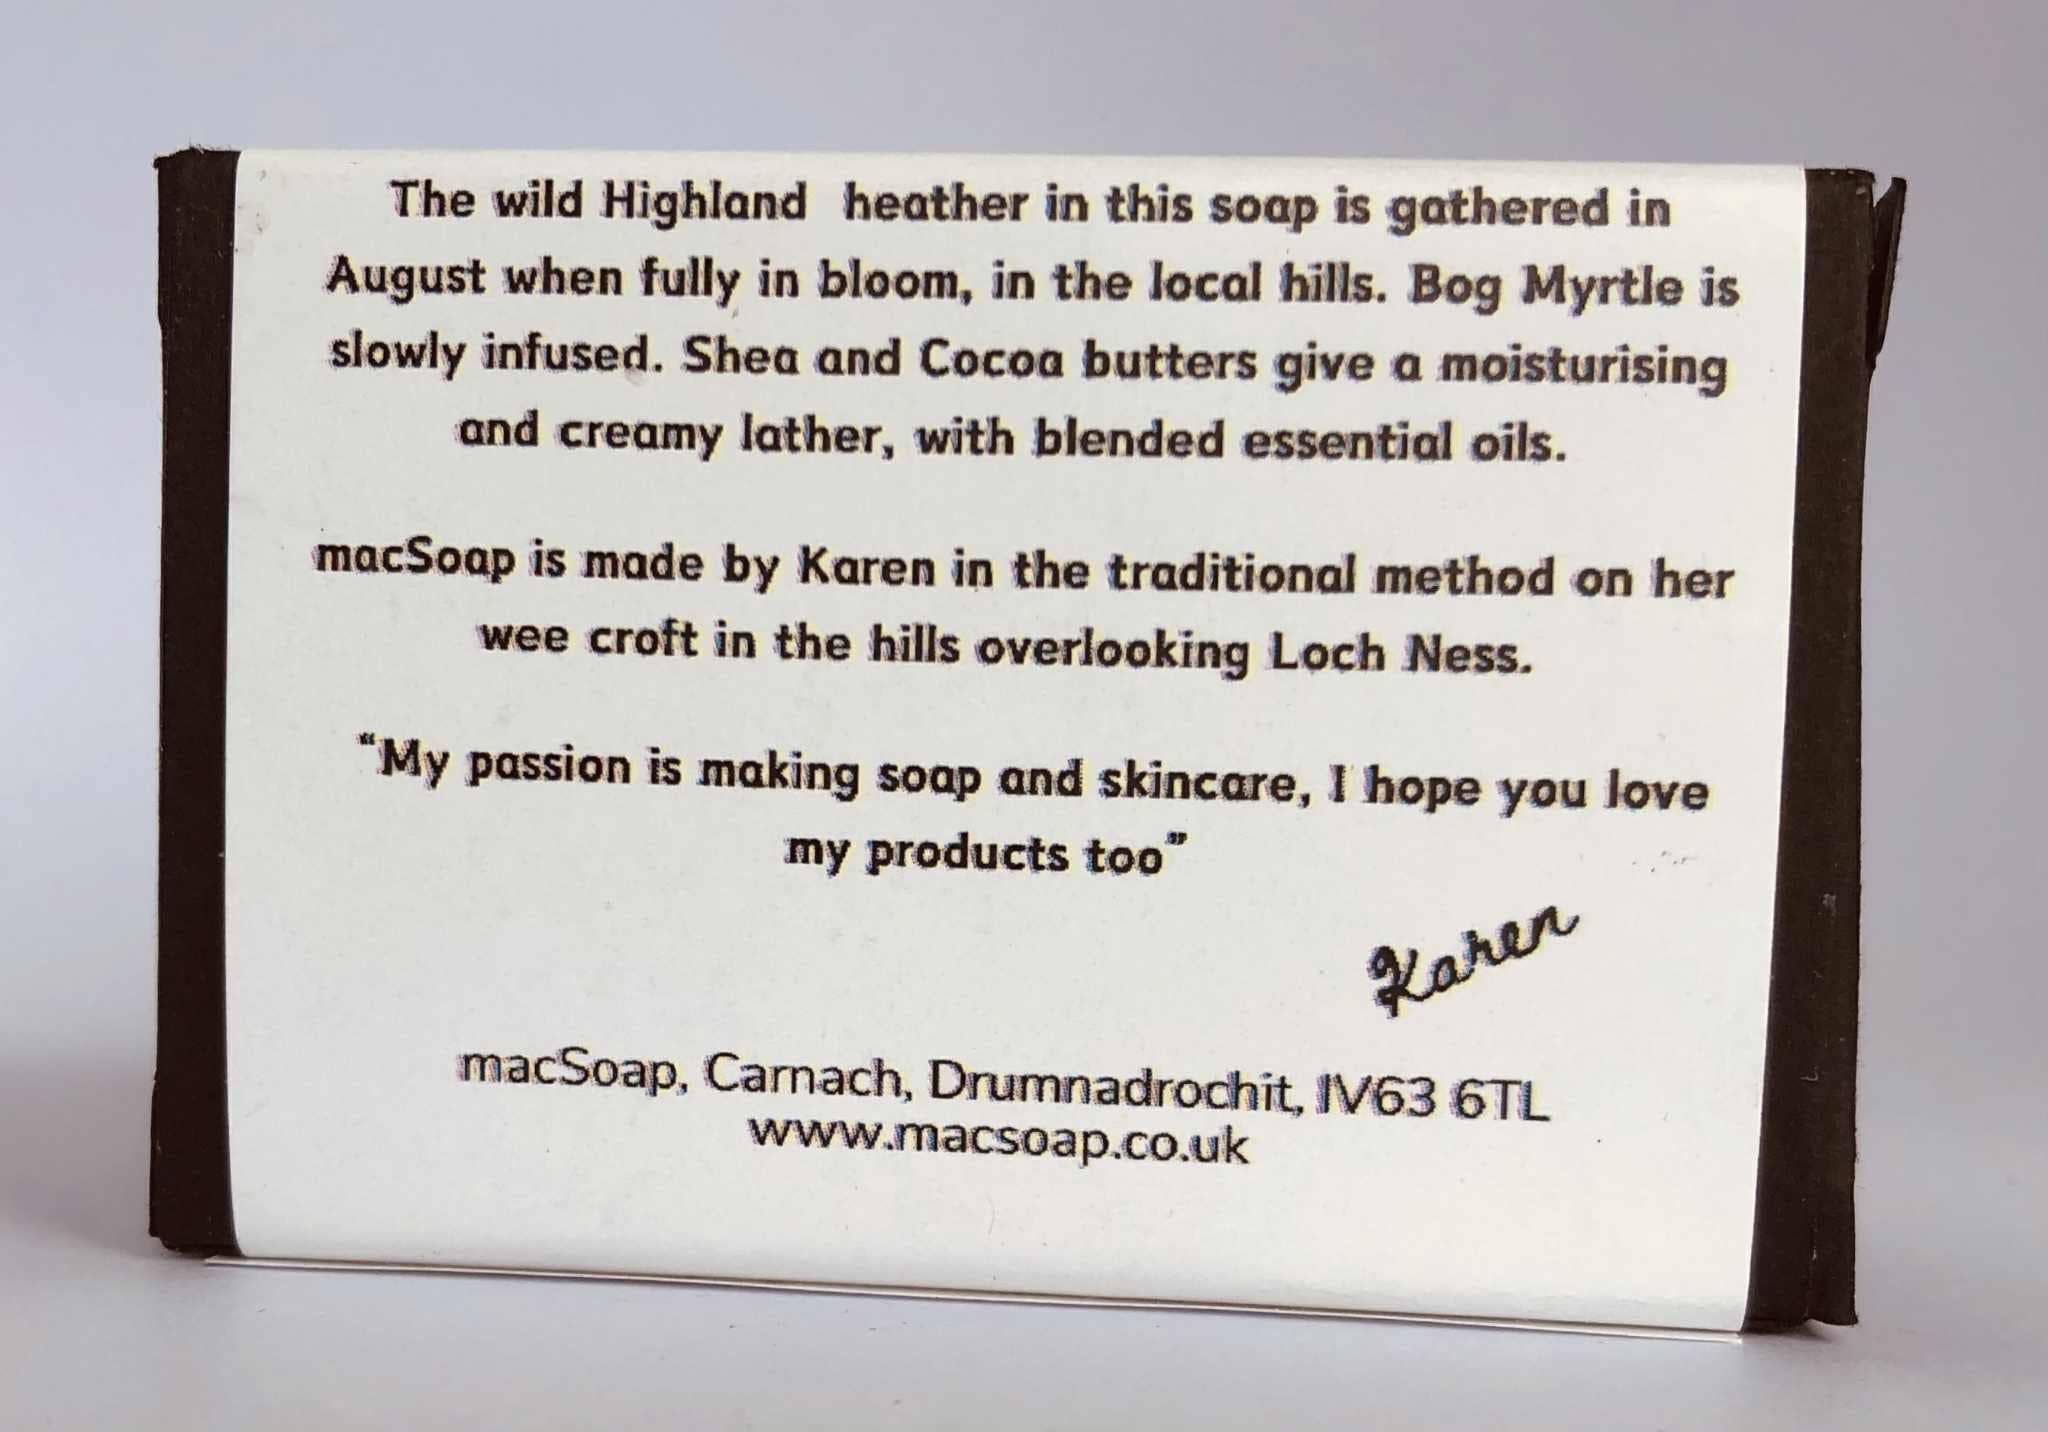 The wild Highland heather in this soap is gathered in
August when fully in bloom, in the local hills. Bog Myrtle is
slowly infused. Shea and Cocoa butters give a moisturising
and creamy lather, with blended essential oils.
macSoap is made by Karen in the traditional method on her
wee croft in the hills overlooking Loch Ness.
“My passion is making soap and skincare, I hope you love
my products too”
Karen
macSoap, Carnach, Drumnadrochit, IV63 6TL
www.macsoap.co.uk